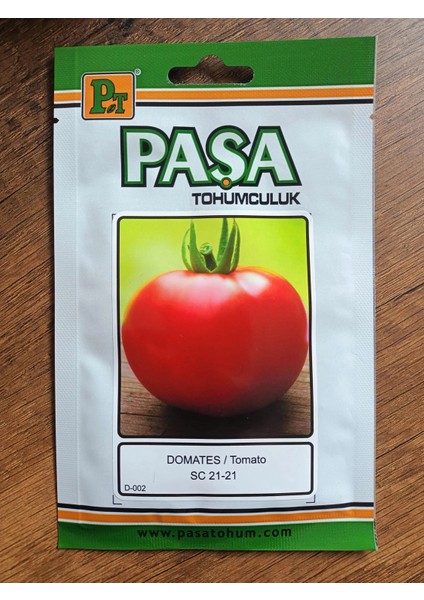 PT
®
PAŞA
TOHUMCULUK
DOMATES / Tomato
SC 21-21
D-002
www.pasatohum.com